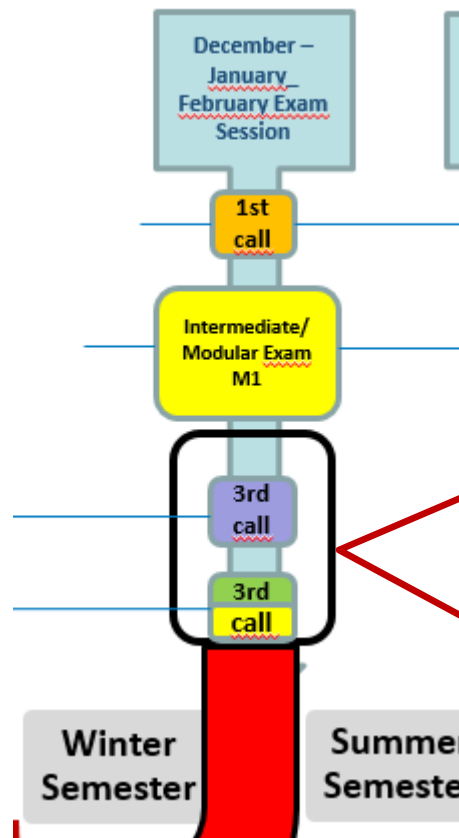 December –
January_
February Exam
Session
1st
call
Intermediate/
Modular Exam
M1
3rd
call
3rd
call
Winter
Semester
Summer
Semeste